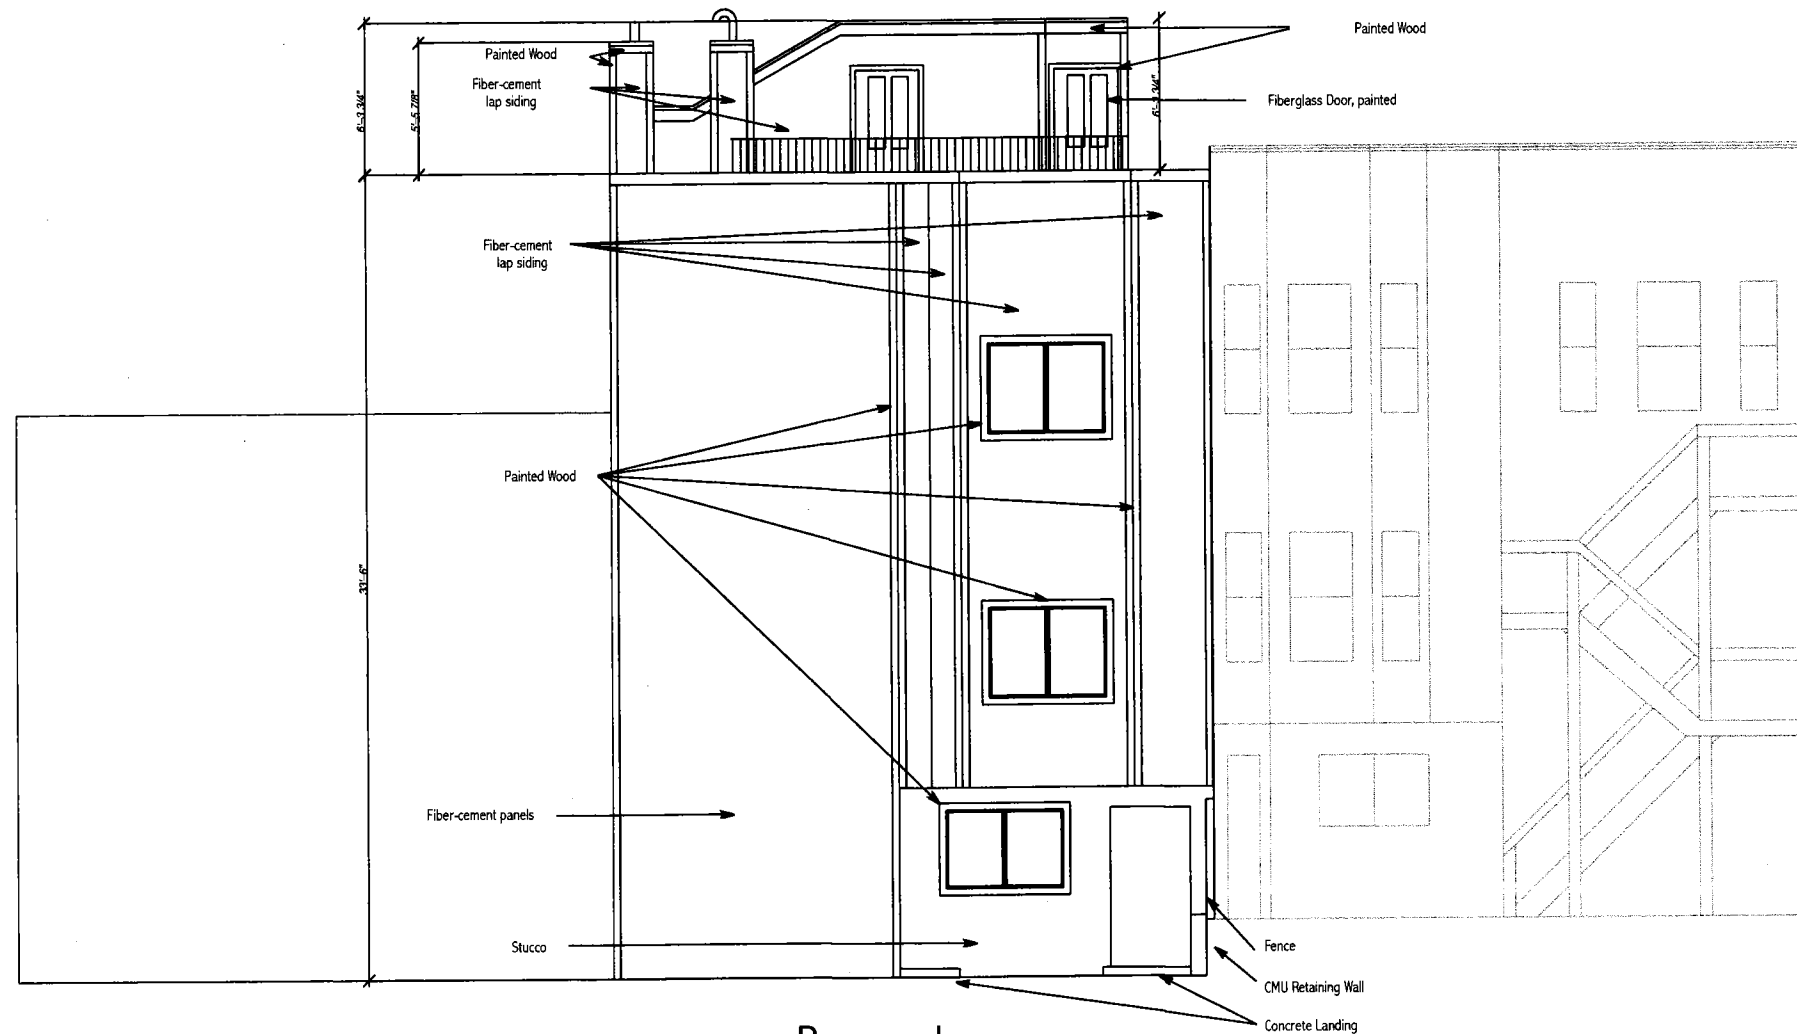 Painted Wood
Painted Wood
Fiber-cement
lap siding
Fiberglass Door, painted
6'-3 3/4"
5'-5 7/8"
Fiber-cement
lap siding
Painted Wood
33'-6"
Fiber-cement panels
Stucco
Fence
CMU Retaining Wall
Concrete Landing